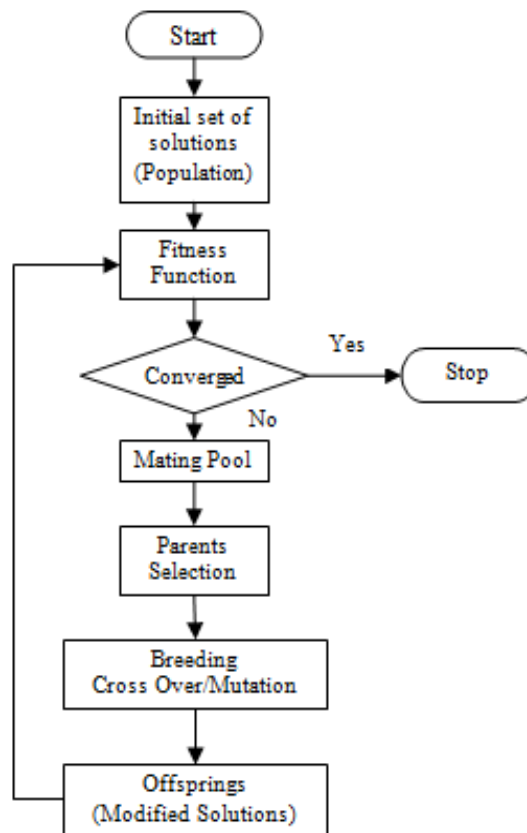 Start
Initial set of
solutions
(Population)
Fitness
Function
Converged
Yes
Stop
No
Mating Pool
Parents
Selection
Breeding
Cross Over/Mutation
Offsprings
(Modified Solutions)